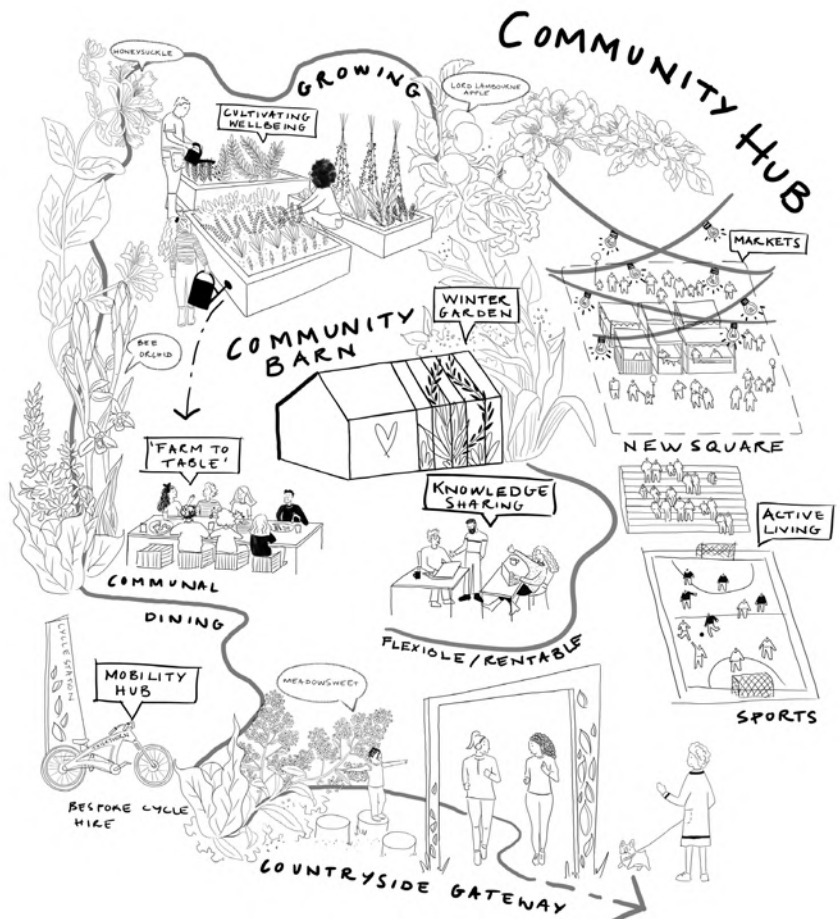 COMMUNITY HUB
HONEYSUCKLE
GROWING
LORD LAMBOURNE
APPLE
CULTIVATING
WELLBEING
MARKETS
COMMUNITY
BARN
WINTER
GARDEN
BEE
ORCHID
'FARM TO
TABLE'
NEW SQUARE
KNOWLEDGE
SHARING
ACTIVE
LIVING
COMMUNAL
DINING
FLEXIBLE/RENTABLE
MOBILITY
HUB
MEADOWSWEET
SPORTS
BESPOKE CYCLE
HIRE
COUNTRYSIDE GATEWAY